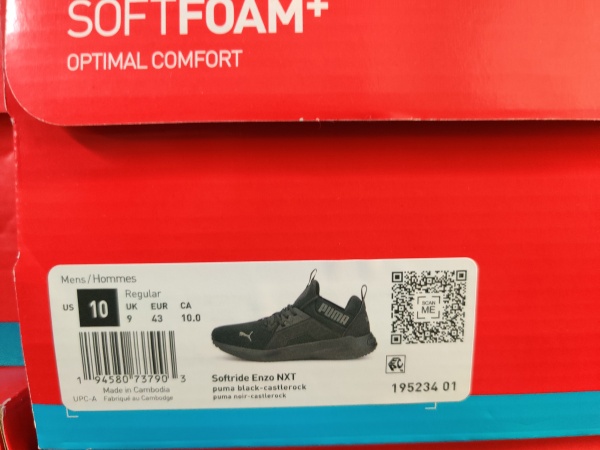 SOFTFOAM+
OPTIMAL COMFORT
Mens/Hommes
Regular
US 10 UK EUR CA
9 43 10.0
1 94580 73790 3
Made in Cambodia
UPC-A Fabriqué au Cambodge
PUMA
Softride Enzo NXT
puma black-castlerock
puma noir-castlerock
SCAN
ME
195234 01